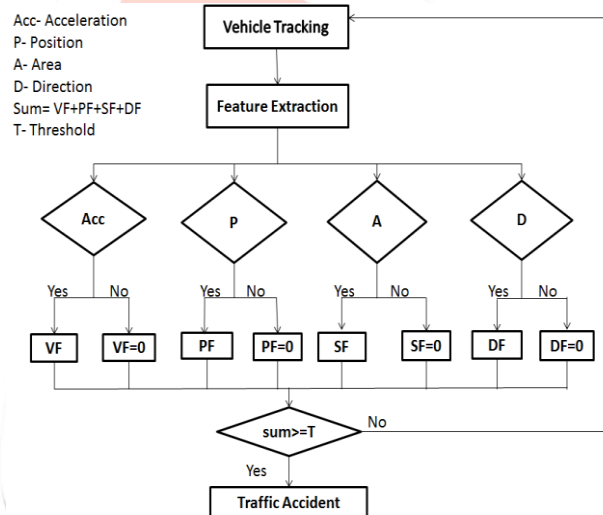 Acc- Acceleration
P- Position
A- Area
D- Direction
Sum= VF+PF+SF+DF
T- Threshold
Vehicle Tracking
Feature Extraction
Acc
P
A
D
Yes No Yes No Yes No Yes No
VF VF=0 PF PF=0 SF SF=0 DF DF=0
sum>=T
No
Yes
Traffic Accident